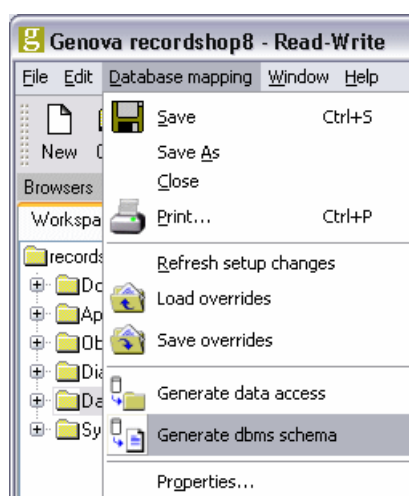 g Genova recordshop8 - Read-Write
File Edit Database mapping Window Help
New
Save Ctrl+S
Save As
Close
Print... Ctrl+P
Refresh setup changes
Load overrides
Save overrides
Generate data access
Generate dbms schema
Properties...
Browsers
Workspa
records
Do
Ap
Ob
Dia
Da
Sy